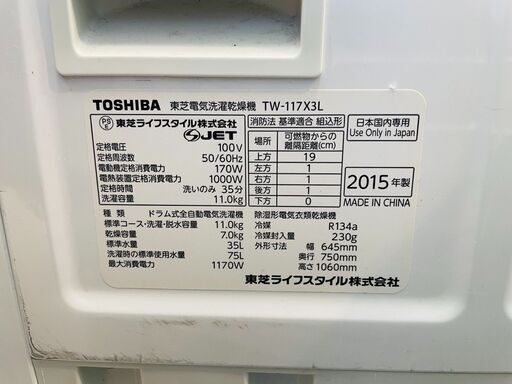 TOSHIBA 東芝電気洗濯乾燥機 TW-117X3L
PS E 東芝ライフスタイル株式会社
JET
定格電圧 100V
定格周波数 50/60Hz
電動機定格消費電力 170W
電熱装置定格消費電力 1000W
定格時間 洗いのみ 35分
洗濯容量 11.0kg
消防法 基準適合 組込形
場所 可燃物からの離隔距離(cm)
上方 19
左方 1
右方 1
後方 1
下方 0
日本国内専用
Use Only in Japan
2015年製
MADE IN CHINA
種類 ドラム式全自動電気洗濯機
標準コース・洗濯・脱水容量 11.0kg
乾燥容量 7.0kg
標準水量 35L
洗濯時の標準使用水量 75L
最大消費電力 1170W
除湿形電気衣類乾燥機
冷媒 R134a
冷媒封入量 230g
外形寸法 幅 645mm
奥行 750mm
高さ 1060mm
東芝ライフスタイル株式会社